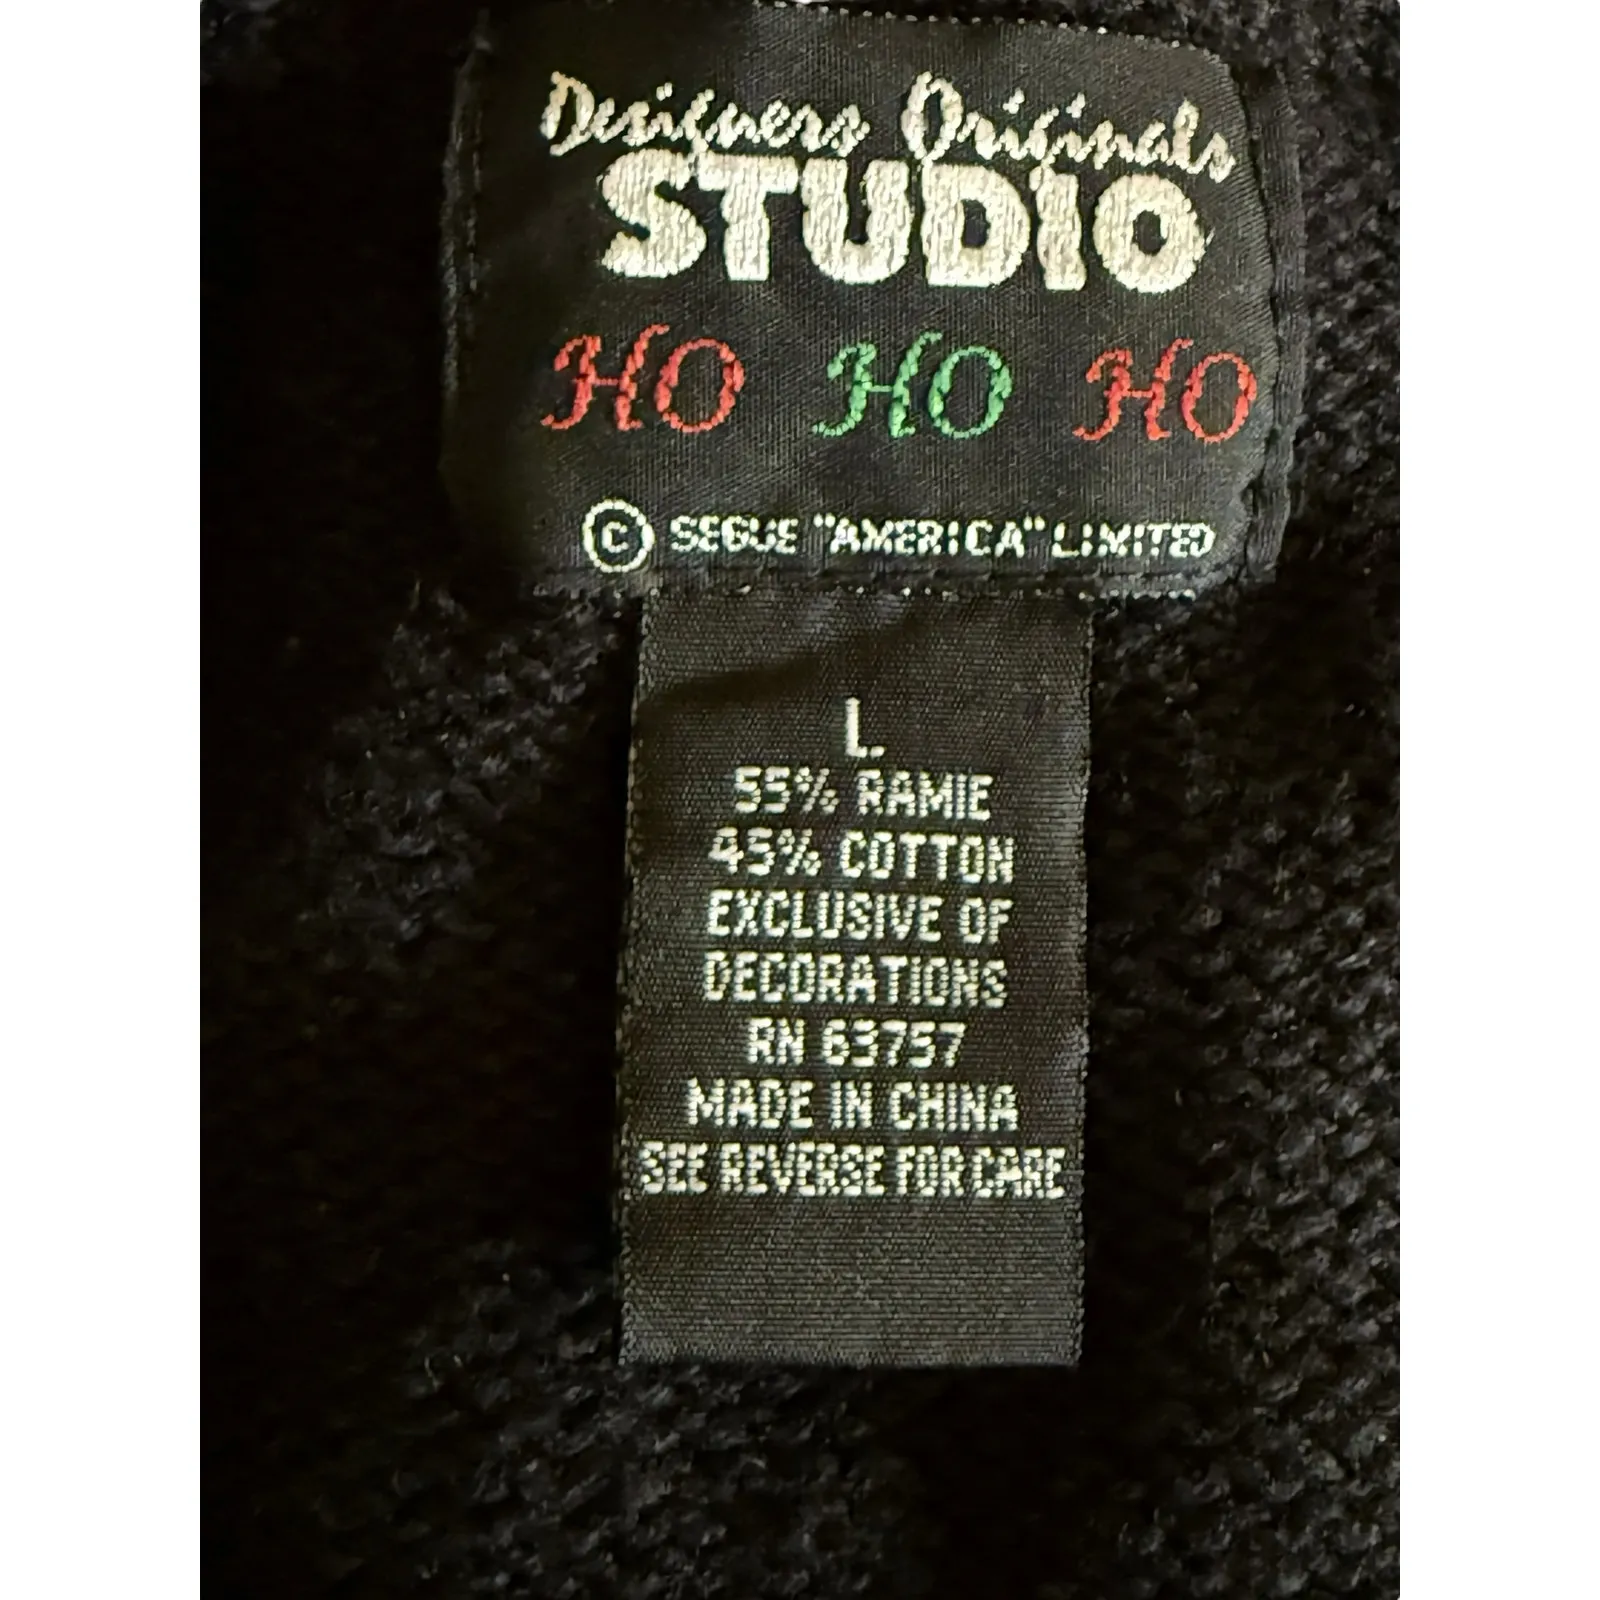 Designers Originals
STUDIO
HO HO HO
© SEGUE "AMERICA" LIMITED
L.
55% RAMIE
45% COTTON
EXCLUSIVE OF
DECORATIONS
RN 63757
MADE IN CHINA
SEE REVERSE FOR CARE